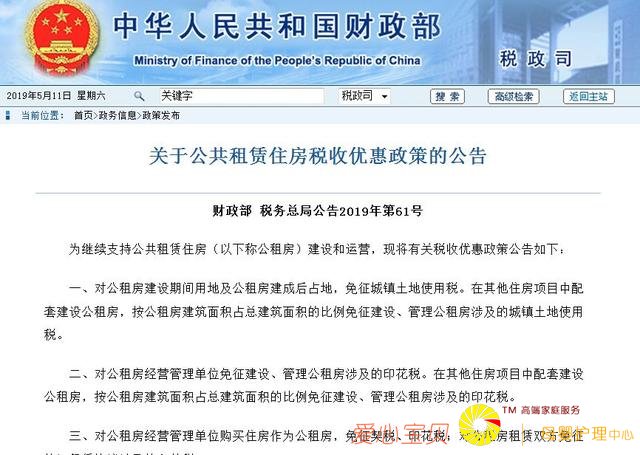 中华人民共和国财政部
Ministry of Finance of the People's Republic of China
税政司
2019年5月11日 星期六
关键字
税政司
搜 索
高级检索
返回主站
当前位置： 首页>政务信息>政策发布
关于公共租赁住房税收优惠政策的公告
财政部 税务总局公告2019年第61号
为继续支持公共租赁住房（以下称公租房）建设和运营，现将有关税收优惠政策公告如下：
一、对公租房建设期间用地及公租房建成后占地，免征城镇土地使用税。在其他住房项目中配
套建设公租房，按公租房建筑面积占总建筑面积的比例免征建设、管理公租房涉及的城镇土地使用
税。
二、对公租房经营管理单位免征建设、管理公租房涉及的印花税。在其他住房项目中配套建设
公租房，按公租房建筑面积占总建筑面积的比例免征建设、管理公租房涉及的印花税。
三、对公租房经营管理单位购买住房作为公租房，免征契税、印花税；对公租房租赁双方免征
爱心宝贝
TM 高端家庭服务
母婴护理中心